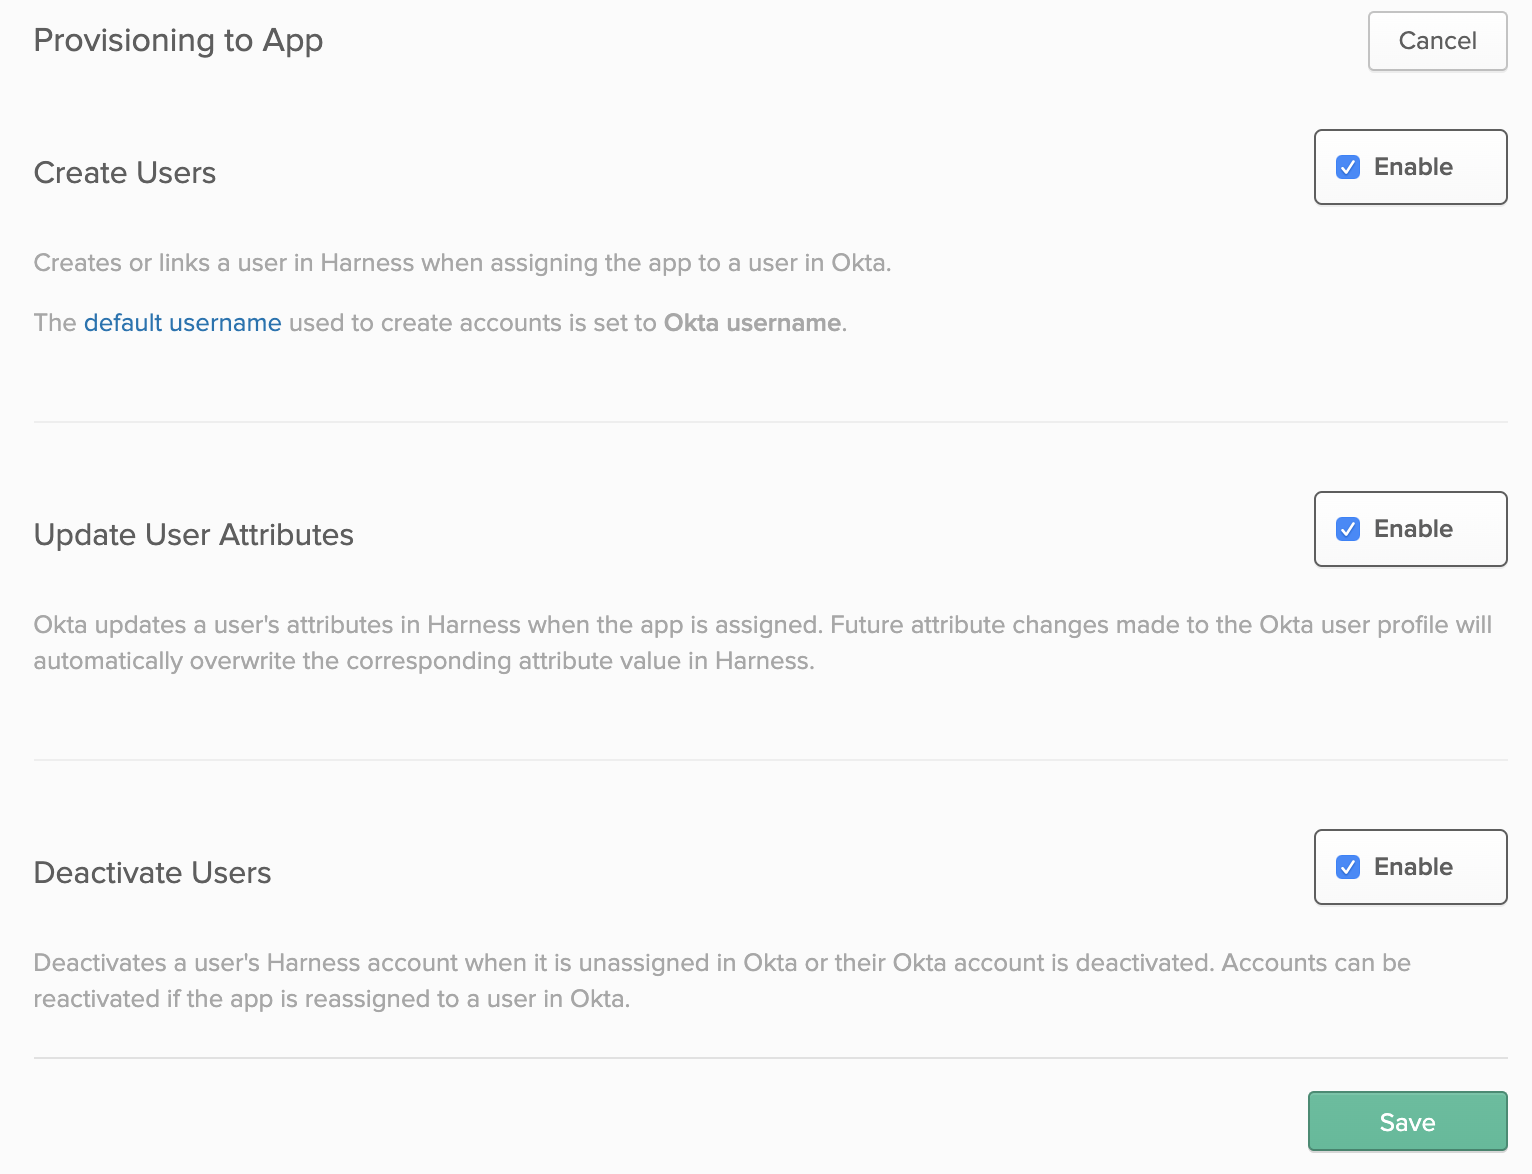 Provisioning to App
Cancel
Create Users
Enable
Creates or links a user in Harness when assigning the app to a user in Okta.
The default username used to create accounts is set to Okta username.
Update User Attributes
Enable
Okta updates a user's attributes in Harness when the app is assigned. Future attribute changes made to the Okta user profile will
automatically overwrite the corresponding attribute value in Harness.
Deactivate Users
Enable
Deactivates a user's Harness account when it is unassigned in Okta or their Okta account is deactivated. Accounts can be
reactivated if the app is reassigned to a user in Okta.
Save